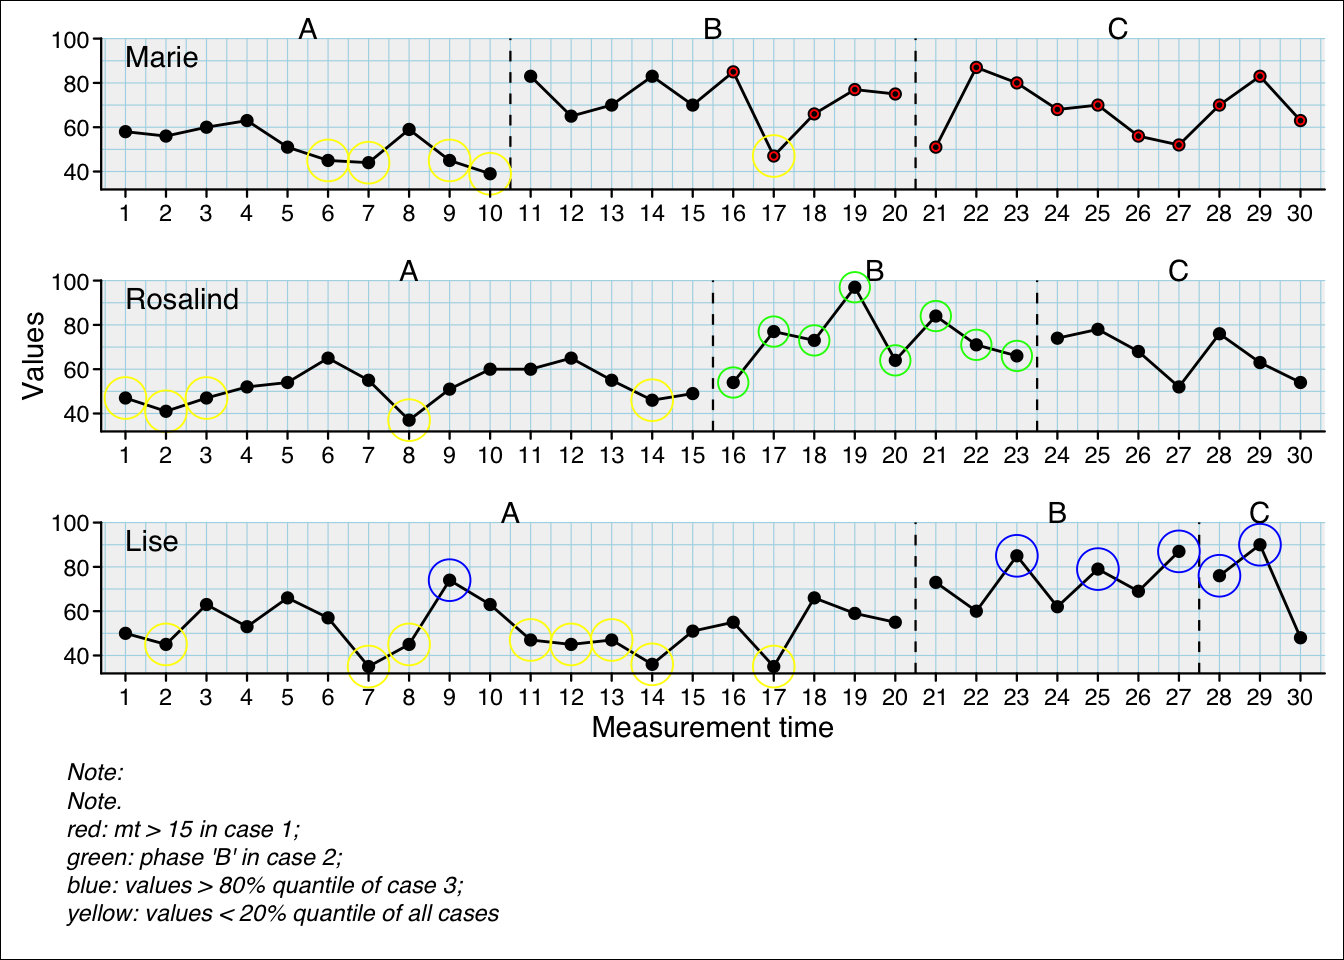 A B C
100
Marie
80
60
40
1 2 3 4 5 6 7 8 9 10 11 12 13 14 15 16 17 18 19 20 21 22 23 24 25 26 27 28 29 30
A B C
100
Rosalind
80
60
40
1 2 3 4 5 6 7 8 9 10 11 12 13 14 15 16 17 18 19 20 21 22 23 24 25 26 27 28 29 30
Values
A B C
100
Lise
80
60
40
1 2 3 4 5 6 7 8 9 10 11 12 13 14 15 16 17 18 19 20 21 22 23 24 25 26 27 28 29 30
Measurement time
Note:
Note.
red: mt > 15 in case 1;
green: phase 'B' in case 2;
blue: values > 80% quantile of case 3;
yellow: values < 20% quantile of all cases